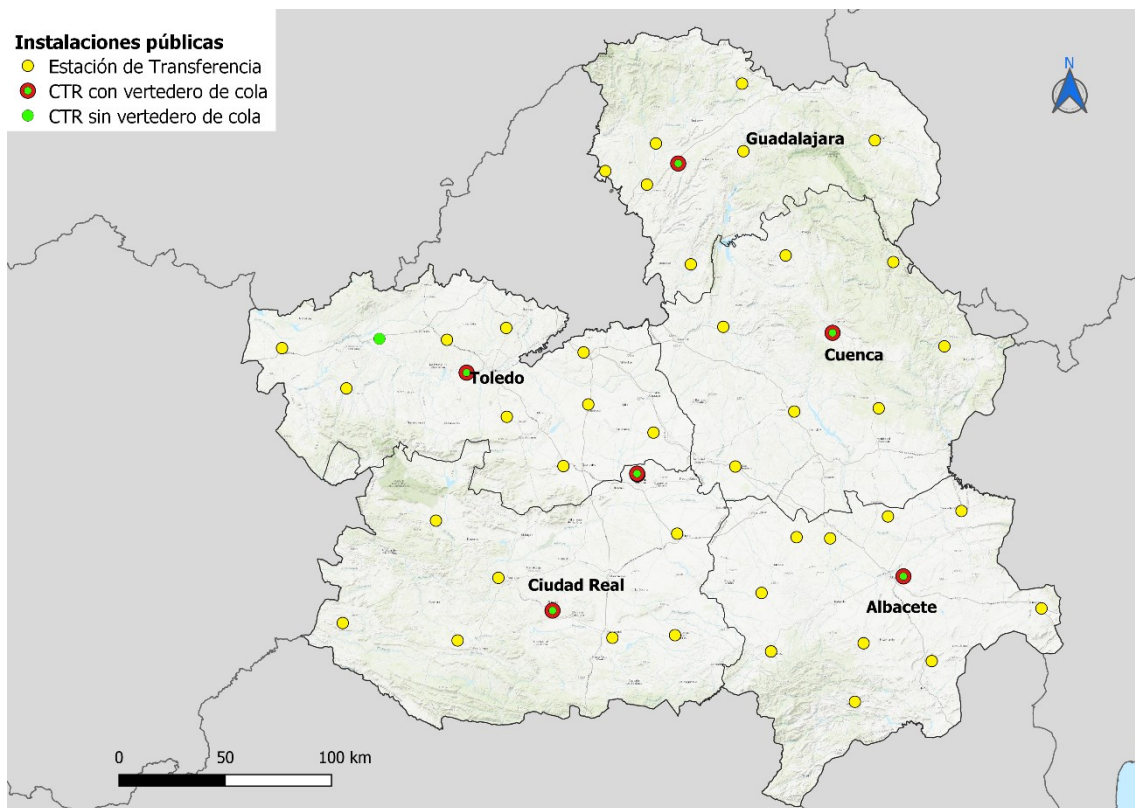 Instalaciones públicas
Estación de Transferencia
CTR con vertedero de cola
CTR sin vertedero de cola
N
Guadalajara
Cuenca
Toledo
Ciudad Real
Albacete
0 50 100 km